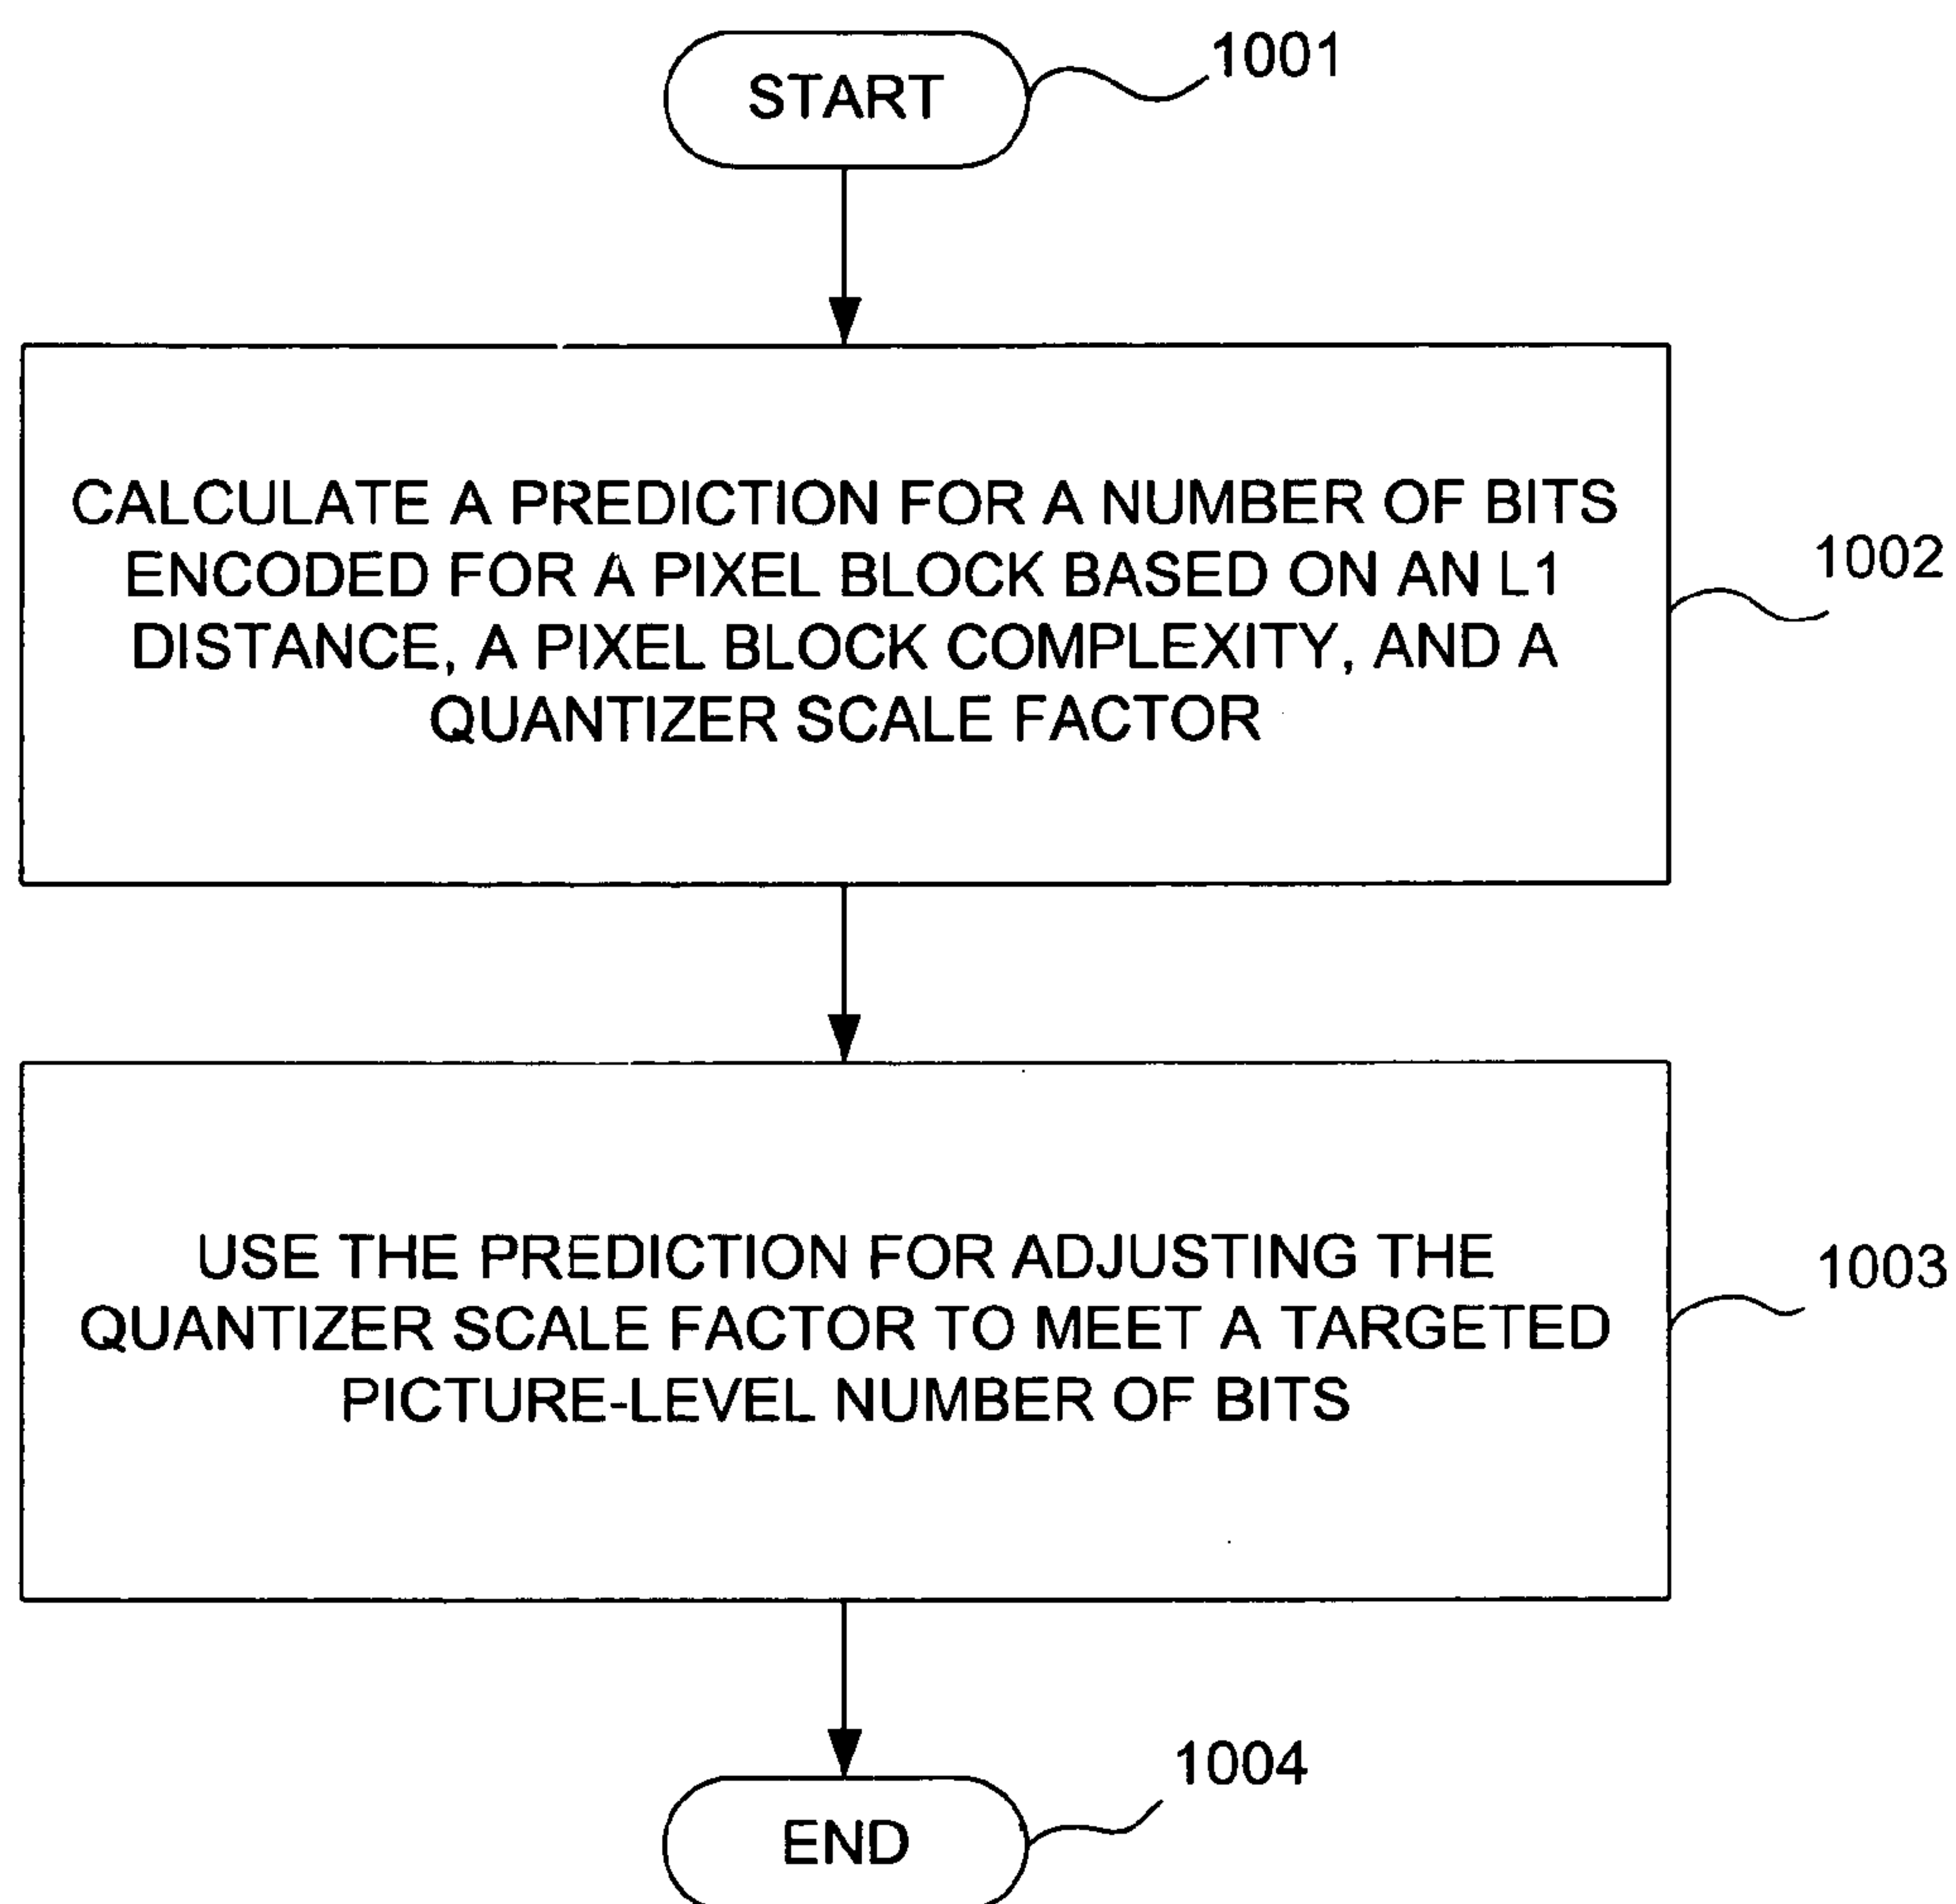 START
1001
CALCULATE A PREDICTION FOR A NUMBER OF BITS
ENCODED FOR A PIXEL BLOCK BASED ON AN L1
DISTANCE, A PIXEL BLOCK COMPLEXITY, AND A
QUANTIZER SCALE FACTOR
1002
USE THE PREDICTION FOR ADJUSTING THE
QUANTIZER SCALE FACTOR TO MEET A TARGETED
PICTURE-LEVEL NUMBER OF BITS
1003
END
1004